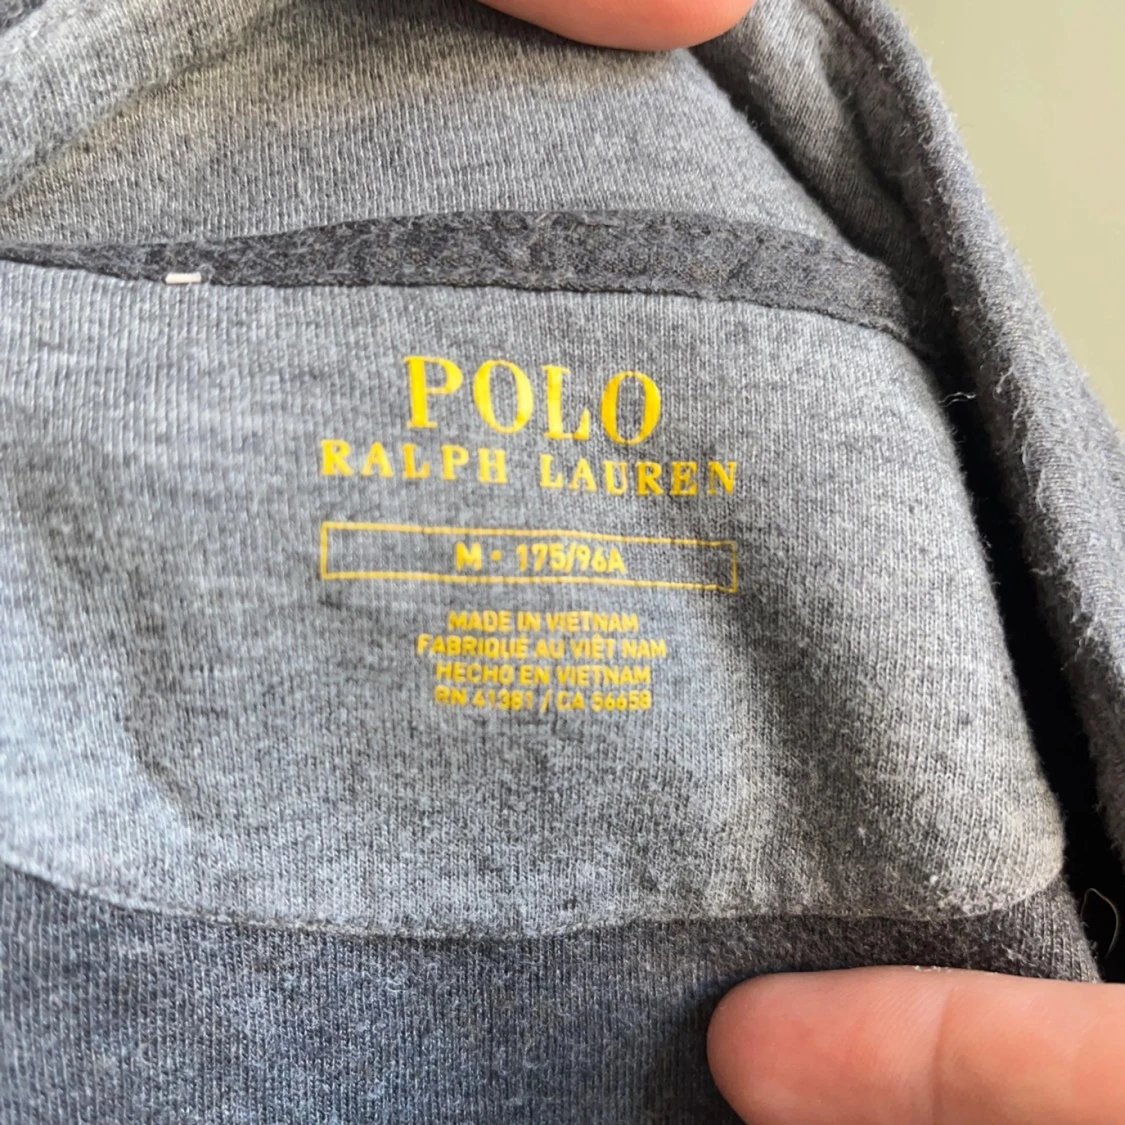 POLO
RALPH LAUREN
M - 175/96A
MADE IN VIETNAM
FABRIQUÉ AU VIÊT NAM
HECHO EN VIETNAM
RN 41381 / CA 56658